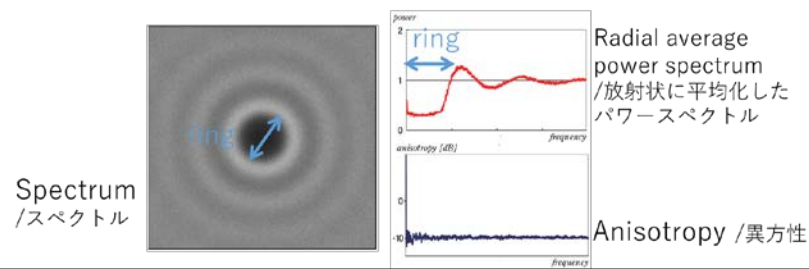 Spectrum
/スペクトル
ring
power
2
ring
1
0
frequency
Radial average
power spectrum
/放射状に平均化した
パワースペクトル
anisotropy [dB]
0
-10
frequency
Anisotropy /異方性